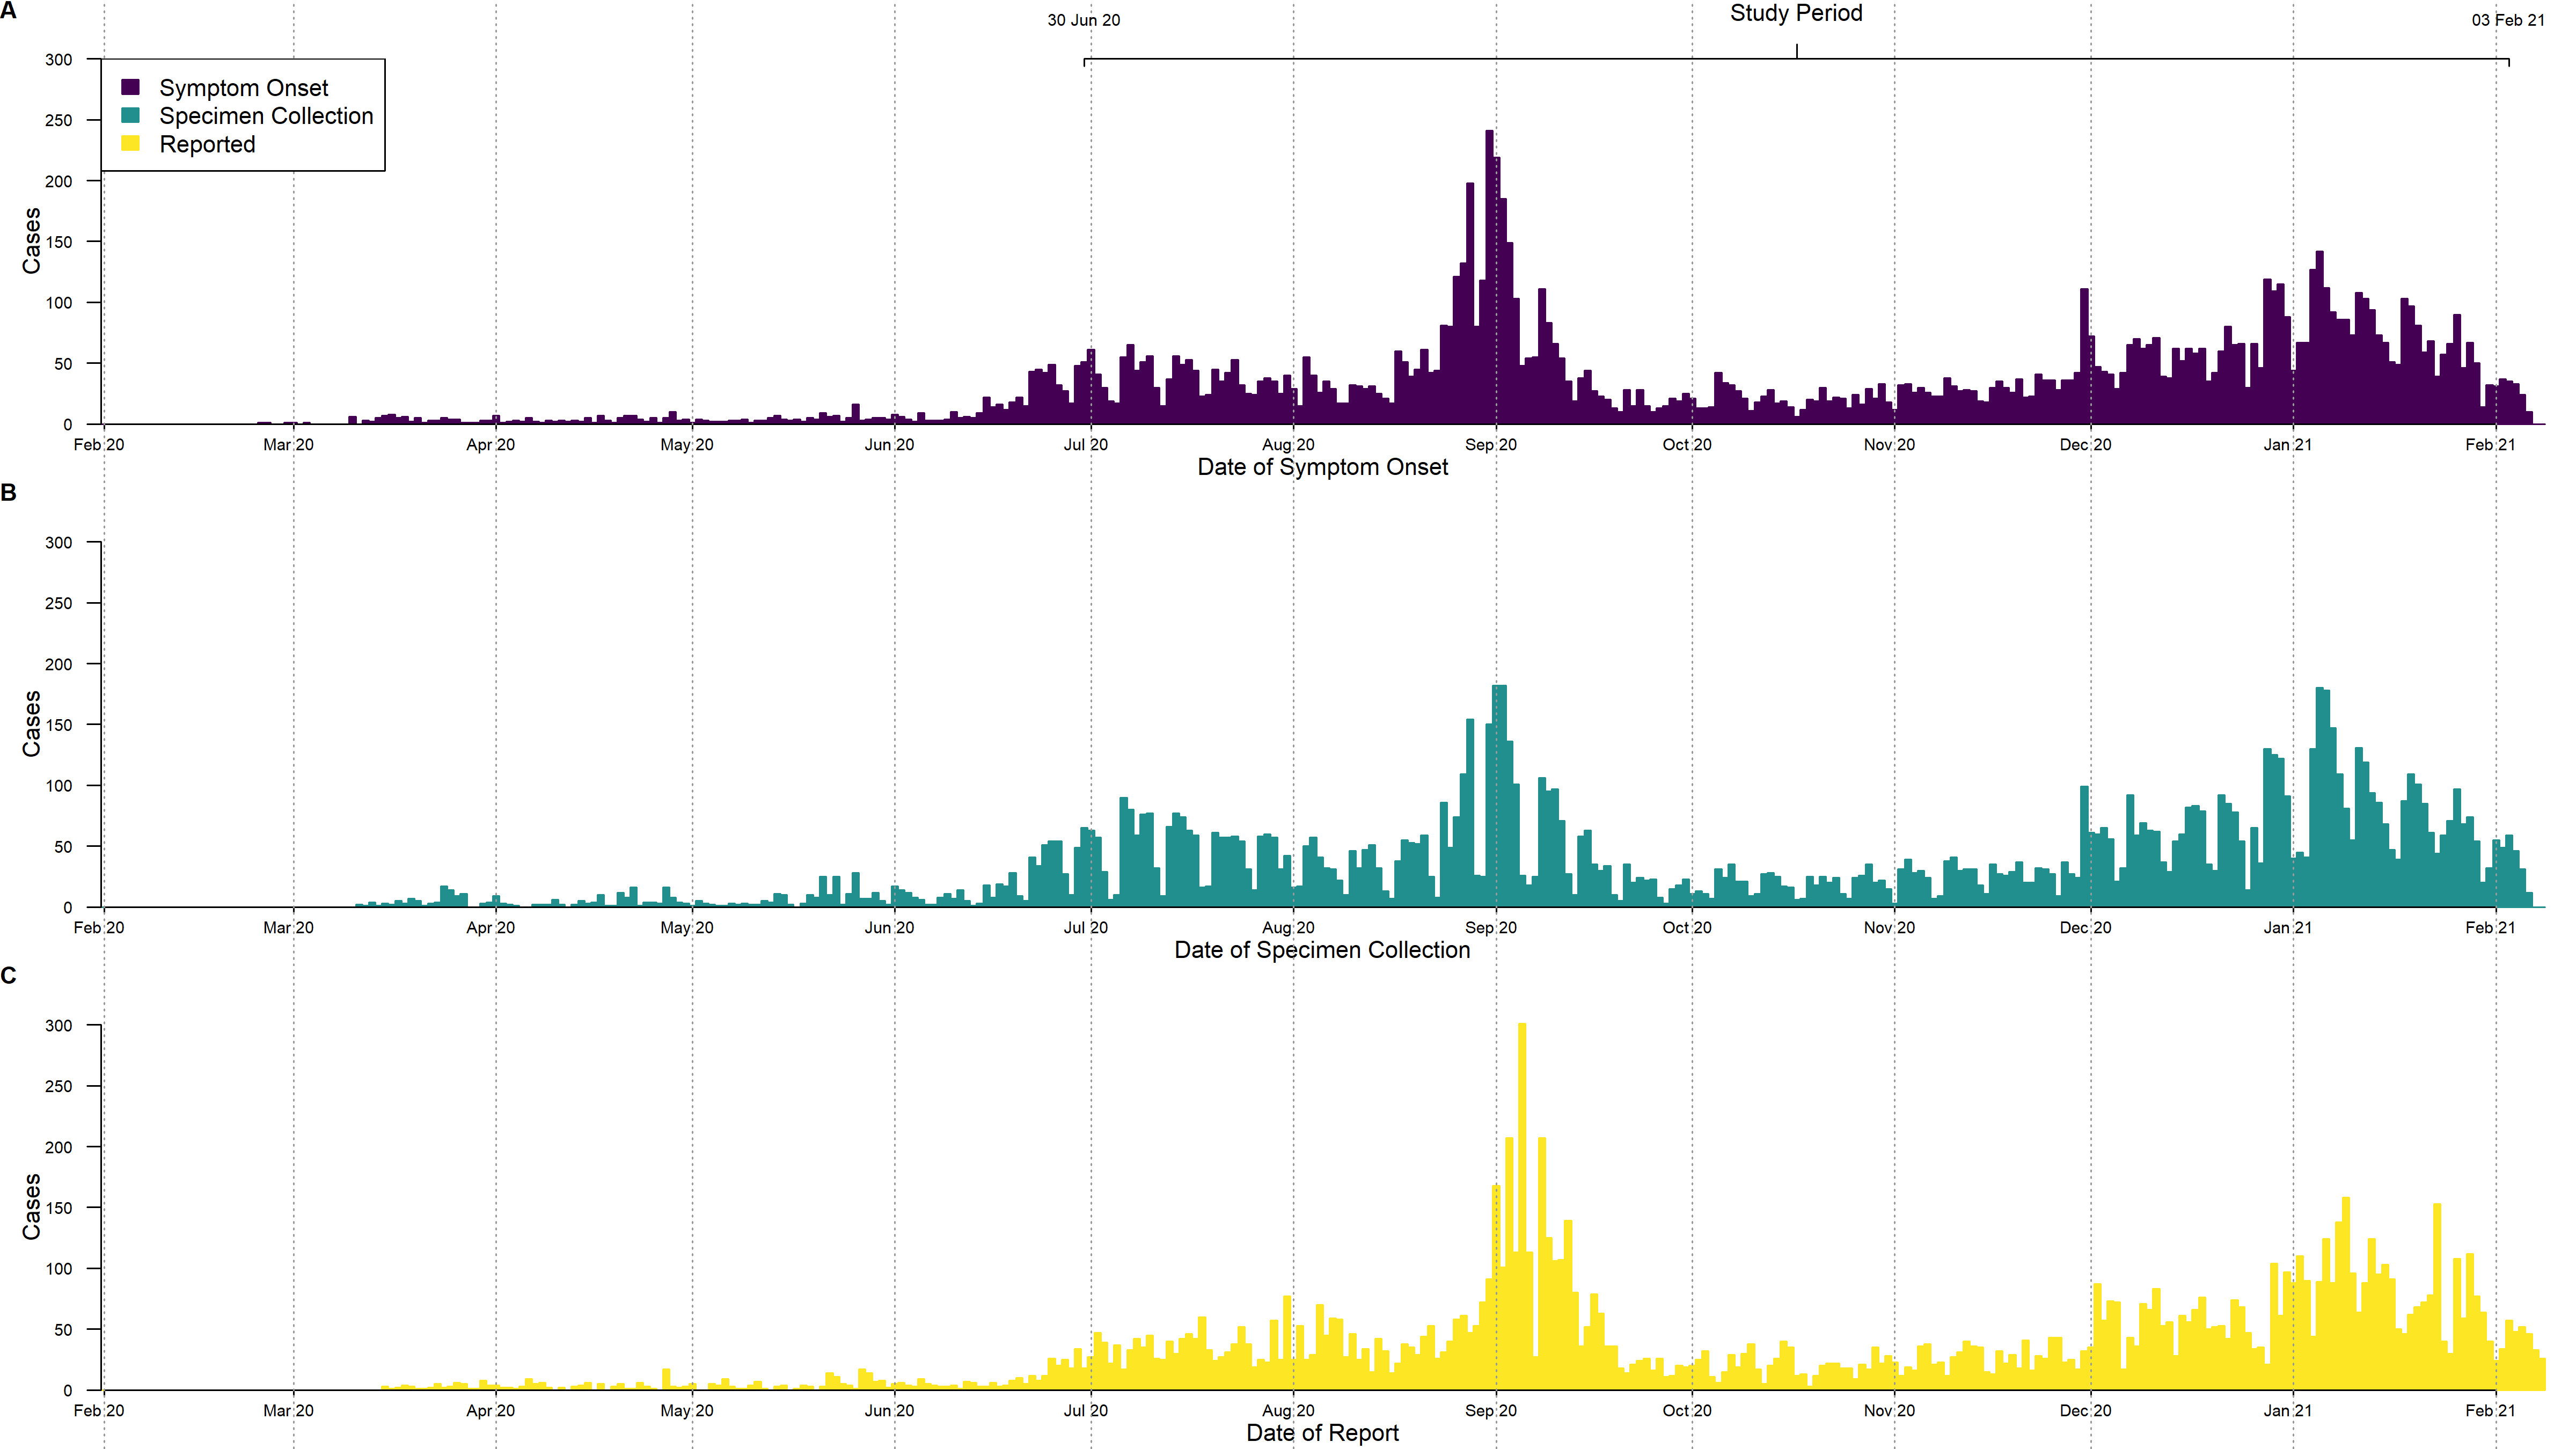 A
30 Jun 20
Study Period
03 Feb 21
Symptom Onset
Specimen Collection
Reported
300
250
200
150
100
50
0
Cases
Feb 20 Mar 20 Apr 20 May 20 Jun 20 Jul 20 Aug 20 Sep 20 Oct 20 Nov 20 Dec 20 Jan 21 Feb 21
Date of Symptom Onset
B
300
250
200
150
100
50
0
Cases
Feb 20 Mar 20 Apr 20 May 20 Jun 20 Jul 20 Aug 20 Sep 20 Oct 20 Nov 20 Dec 20 Jan 21 Feb 21
Date of Specimen Collection
C
300
250
200
150
100
50
0
Cases
Feb 20 Mar 20 Apr 20 May 20 Jun 20 Jul 20 Aug 20 Sep 20 Oct 20 Nov 20 Dec 20 Jan 21 Feb 21
Date of Report